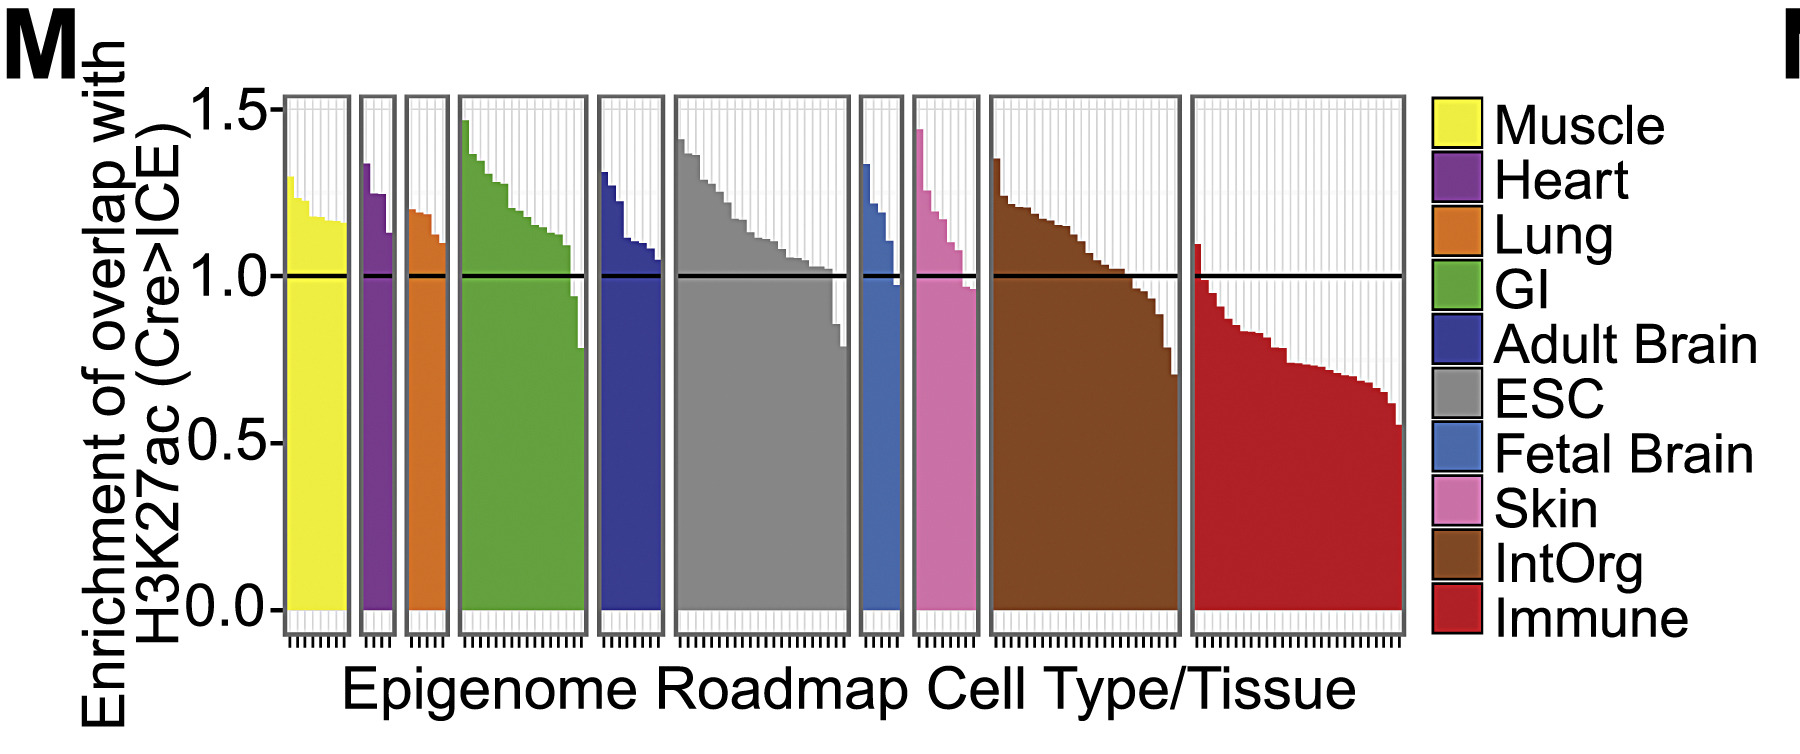 M
Enrichment of overlap with
H3K27ac (Cre>ICE)
1.5
1.0
0.5
0.0
Epigenome Roadmap Cell Type/Tissue
Muscle
Heart
Lung
GI
Adult Brain
ESC
Fetal Brain
Skin
IntOrg
Immune